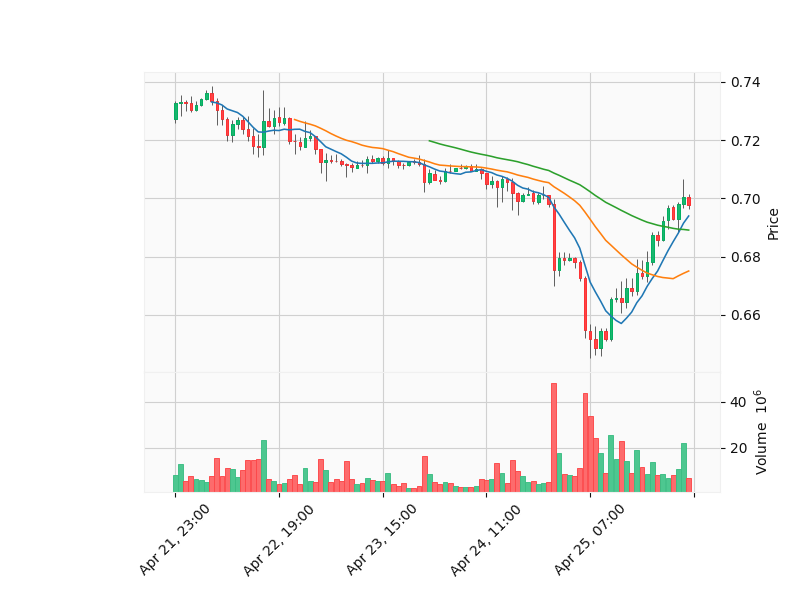 0.74
0.72
0.70
0.68
0.66
Price
40
20
Volume 10^6
Apr 21, 23:00
Apr 22, 19:00
Apr 23, 15:00
Apr 24, 11:00
Apr 25, 07:00